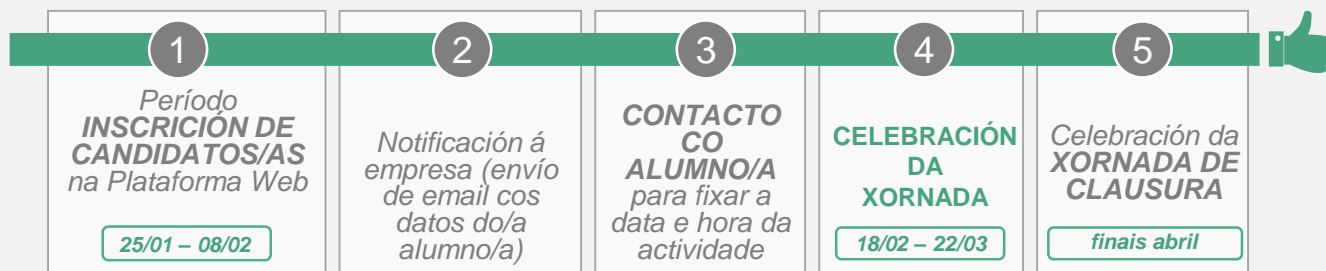 1
Período
INSCRICIÓN DE
CANDIDATOS/AS
na Plataforma Web
25/01 – 08/02
2
Notificación á
empresa (envío
de email cos
datos do/a
alumno/a)
3
CONTACTO
CO
ALUMNO/A
para fixar a
data e hora da
actividade
4
CELEBRACIÓN
DA
XORNADA
18/02 – 22/03
5
Celebración da
XORNADA DE
CLAUSURA
finais abril